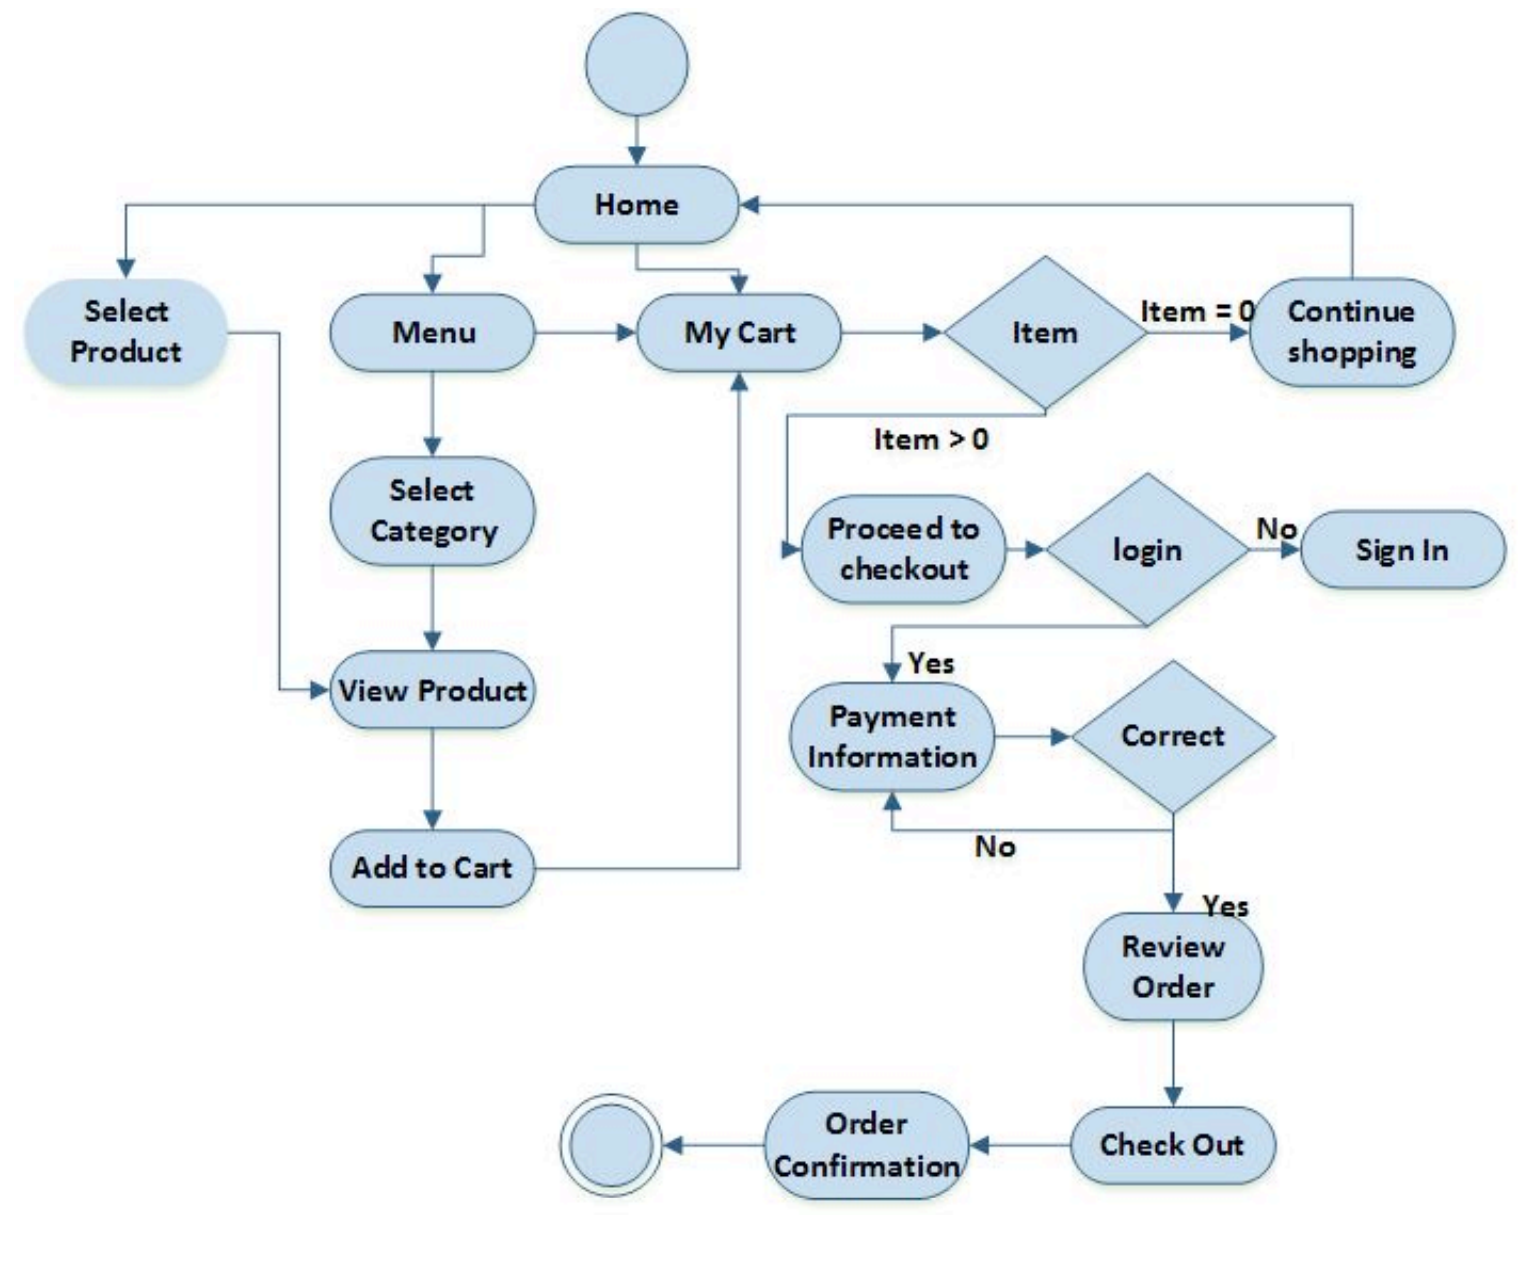 Home
Select
Product
Menu
My Cart
Item
Item = 0
Continue
shopping
Item > 0
Select
Category
Proceed to
checkout
login
No
Sign In
Yes
View Product
Payment
Information
Correct
No
Add to Cart
Yes
Review
Order
Order
Confirmation
Check Out